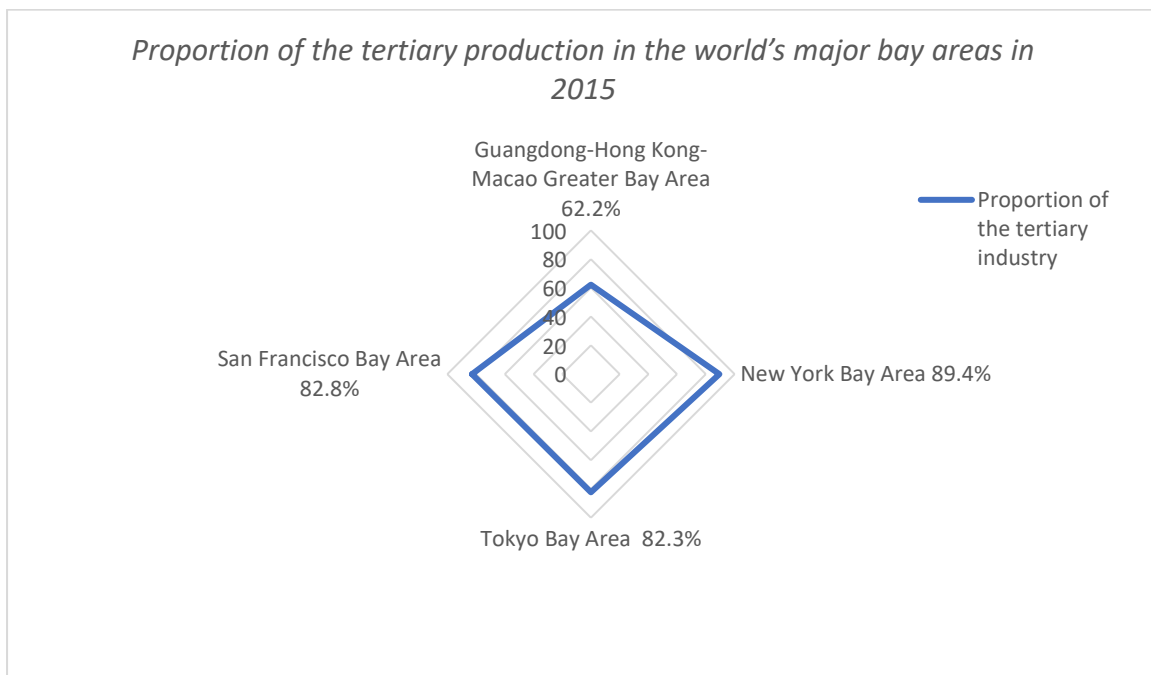 Proportion of the tertiary production in the world’s major bay areas in
2015
Guangdong-Hong Kong-
Macao Greater Bay Area
62.2%
100
80
60
40
20
0
Proportion of
the tertiary
industry
San Francisco Bay Area
82.8%
New York Bay Area 89.4%
Tokyo Bay Area  82.3%